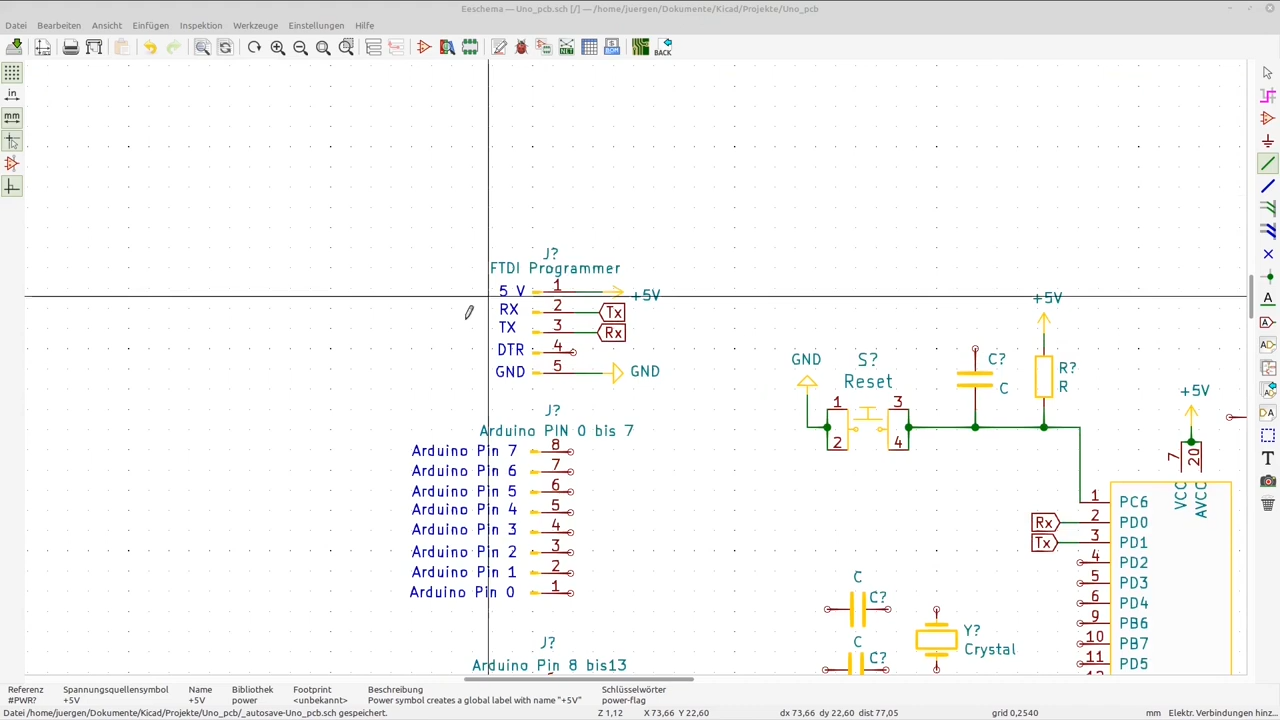 Eeschema — Uno_pcb.sch [/] — /home/juergen/Dokumente/Kicad/Projekte/Uno_pcb
Datei Bearbeiten Ansicht Einfügen Inspektion Werkzeuge Einstellungen Hilfe
BACK
in
mm
J?
FTDI Programmer
5 V 1 +5V
RX 2 Tx
TX 3 Rx
DTR 4
GND 5 GND
J?
Arduino PIN 0 bis 7
Arduino Pin 7 8
Arduino Pin 6 7
Arduino Pin 5 6
Arduino Pin 4 5
Arduino Pin 3 4
Arduino Pin 2 3
Arduino Pin 1 2
Arduino Pin 0 1
J?
Arduino Pin 8 bis13
GND
S?
Reset
1 3
2 4
C?
C
+5V
R?
R
+5V
7 20
VCC AVCC
1 PC6
Rx 2 PD0
Tx 3 PD1
4 PD2
5 PD3
6 PD4
9 PB6
10 PB7
11 PD5
C
C?
C
C?
Y?
Crystal
Referenz Spannungsquellensymbol Name Bibliothek Footprint Beschreibung Schlüsselwörter
#PWR? +5V +5V power <unbekannt> Power symbol creates a global label with name "+5V" power-flag
Datei /home/juergen/Dokumente/Kicad/Projekte/Uno_pcb/_autosave-Uno_pcb.sch gespeichert. Z 1,12 X 73,66 Y 22,60 dx 73,66 dy 22,60 dist 77,05 grid 0,2540 mm Elektr. Verbindungen hinz...